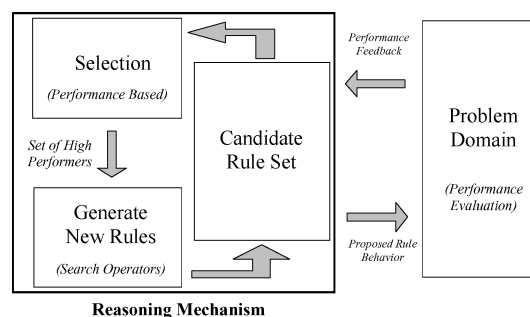 Selection
(Performance Based)
Set of High
Performers
Generate
New Rules
(Search Operators)
Candidate
Rule Set
Performance
Feedback
Proposed Rule
Behavior
Problem
Domain
(Performance
Evaluation)
Reasoning Mechanism